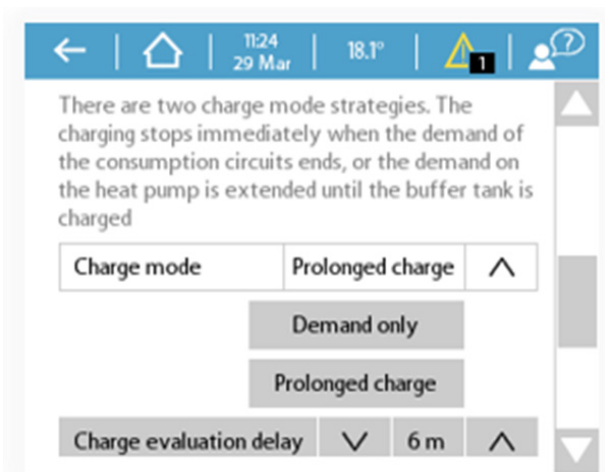 11:24
29 Mar
18.1°
1
?
There are two charge mode strategies. The
charging stops immediately when the demand of
the consumption circuits ends, or the demand on
the heat pump is extended until the buffer tank is
charged
Charge mode Prolonged charge
Demand only
Prolonged charge
Charge evaluation delay 6 m